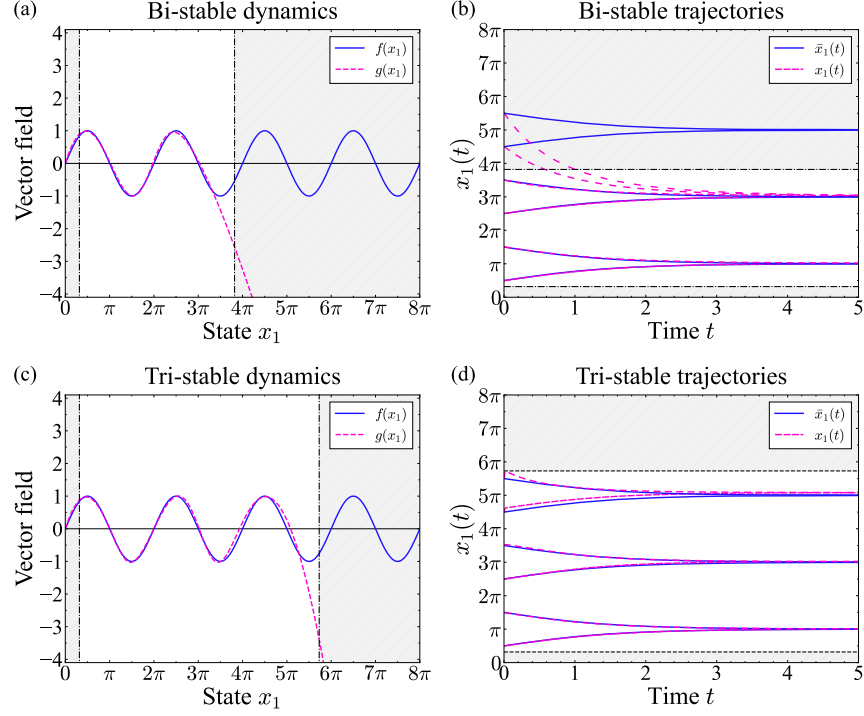 (a)
Bi-stable dynamics
f(x₁)
g(x₁)
Vector field
4
3
2
1
0
−1
−2
−3
−4
0 1π 2π 3π 4π 5π 6π 7π 8π
State x₁
(b)
Bi-stable trajectories
x̄₁(t)
x₁(t)
x₁(t)
8π
7π
6π
5π
4π
3π
2π
π
0
0 1 2 3 4 5
Time t
(c)
Tri-stable dynamics
f(x₁)
g(x₁)
Vector field
4
3
2
1
0
−1
−2
−3
−4
0 1π 2π 3π 4π 5π 6π 7π 8π
State x₁
(d)
Tri-stable trajectories
x̄₁(t)
x₁(t)
x₁(t)
8π
7π
6π
5π
4π
3π
2π
π
0
0 1 2 3 4 5
Time t